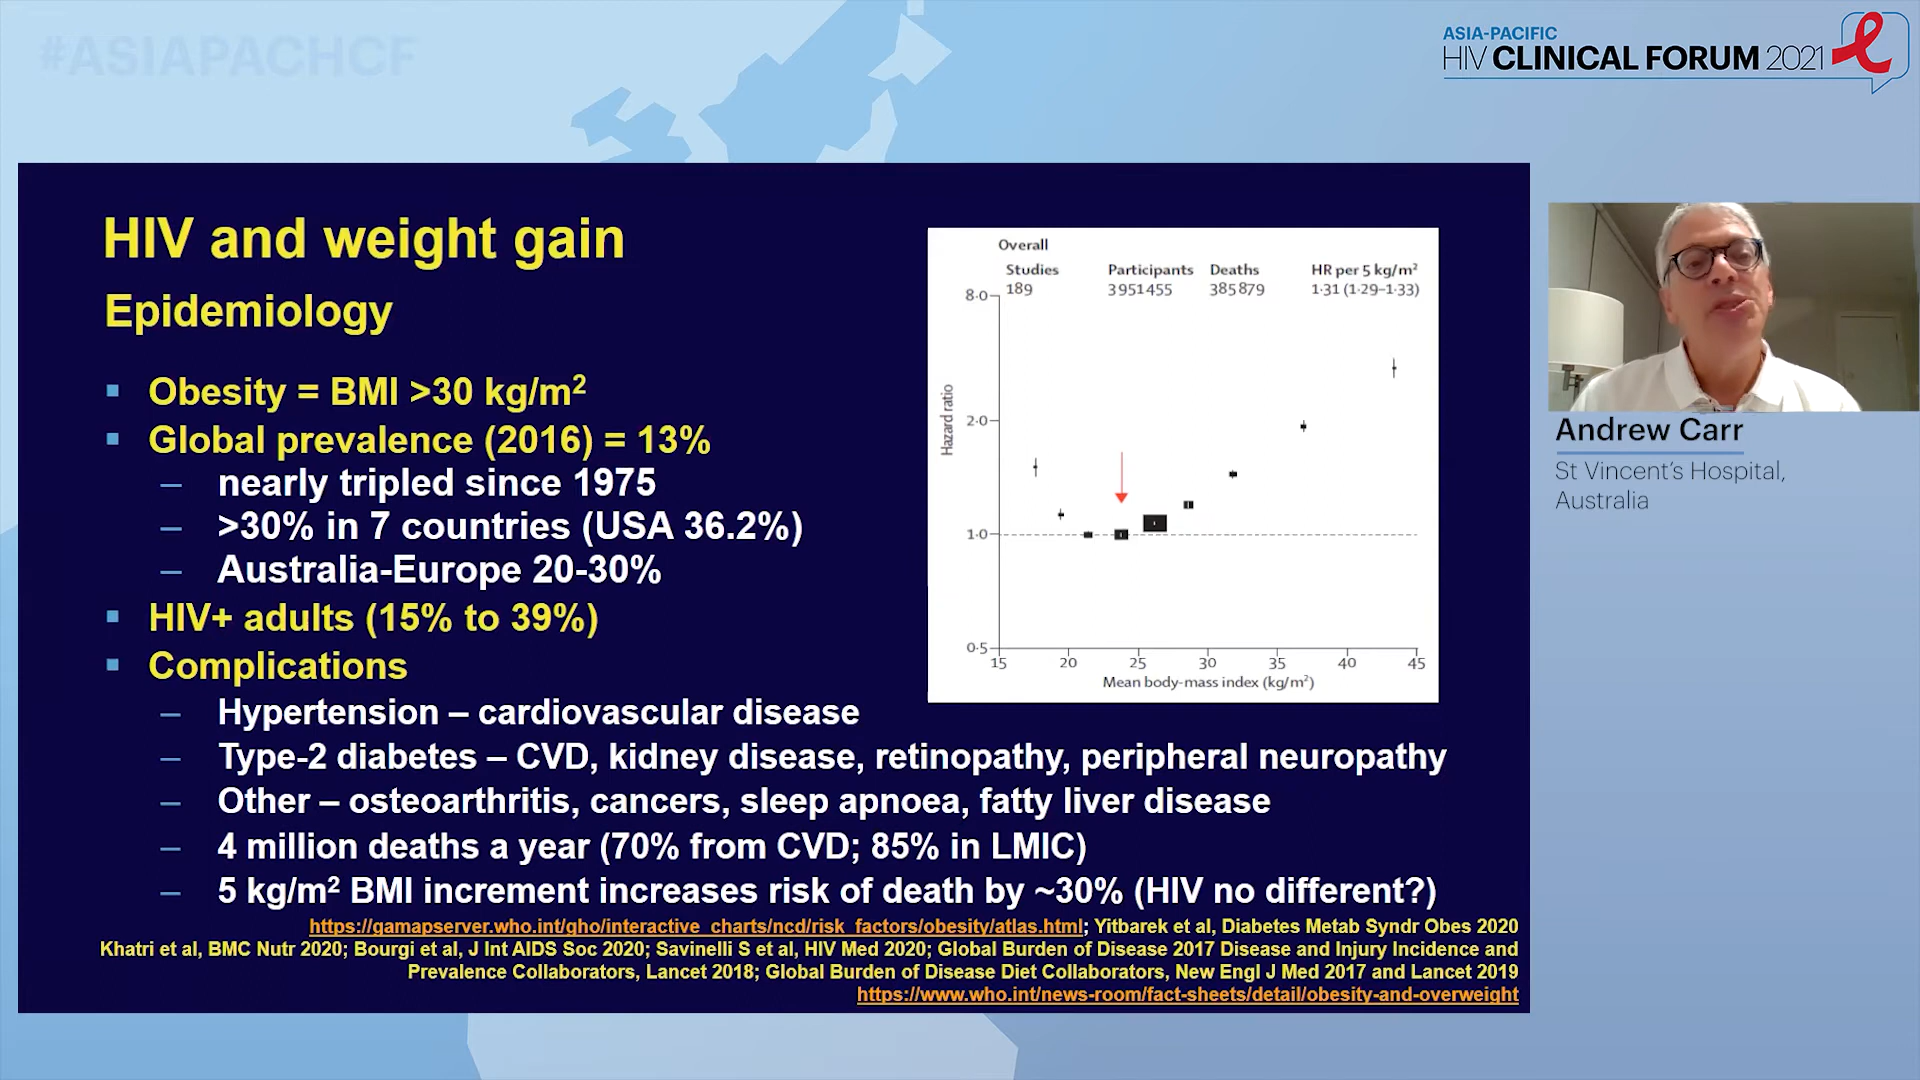 #ASIAPACHCF
ASIA-PACIFIC
HIV CLINICAL FORUM 2021
HIV and weight gain
Epidemiology
▪ Obesity = BMI >30 kg/m²
▪ Global prevalence (2016) = 13%
– nearly tripled since 1975
– >30% in 7 countries (USA 36.2%)
– Australia-Europe 20-30%
▪ HIV+ adults (15% to 39%)
▪ Complications
– Hypertension – cardiovascular disease
– Type-2 diabetes – CVD, kidney disease, retinopathy, peripheral neuropathy
– Other – osteoarthritis, cancers, sleep apnoea, fatty liver disease
– 4 million deaths a year (70% from CVD; 85% in LMIC)
– 5 kg/m² BMI increment increases risk of death by ~30% (HIV no different?)
https://gamapserver.who.int/gho/interactive_charts/ncd/risk_factors/obesity/atlas.html; Yitbarek et al, Diabetes Metab Syndr Obes 2020
Khatri et al, BMC Nutr 2020; Bourgi et al, J Int AIDS Soc 2020; Savinelli S et al, HIV Med 2020; Global Burden of Disease 2017 Disease and Injury Incidence and
Prevalence Collaborators, Lancet 2018; Global Burden of Disease Diet Collaborators, New Engl J Med 2017 and Lancet 2019
https://www.who.int/news-room/fact-sheets/detail/obesity-and-overweight
Overall
Studies Participants Deaths HR per 5 kg/m²
189 3951455 385879 1·31 (1·29–1·33)
8·0
2·0
1·0
0·5
Hazard ratio
15 20 25 30 35 40 45
Mean body-mass index (kg/m²)
Andrew Carr
St Vincent's Hospital,
Australia